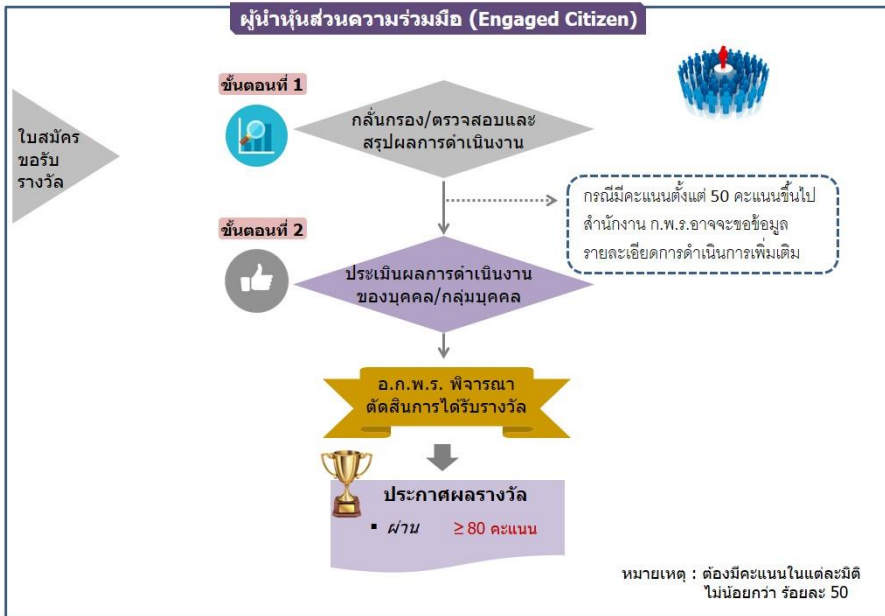 ผู้นำหุ้นส่วนความร่วมมือ (Engaged Citizen)
ใบสมัคร
ขอรับ
รางวัล
ขั้นตอนที่ 1
กลั่นกรอง/ตรวจสอบและ
สรุปผลการดำเนินงาน
กรณีมีคะแนนตั้งแต่ 50 คะแนนขึ้นไป
สำนักงาน ก.พ.ร.อาจจะขอข้อมูล
รายละเอียดการดำเนินการเพิ่มเติม
ขั้นตอนที่ 2
ประเมินผลการดำเนินงาน
ของบุคคล/กลุ่มบุคคล
อ.ก.พ.ร. พิจารณา
ตัดสินการได้รับรางวัล
ประกาศผลรางวัล
▪ ผ่าน ≥ 80 คะแนน
หมายเหตุ : ต้องมีคะแนนในแต่ละมิติ
ไม่น้อยกว่า ร้อยละ 50